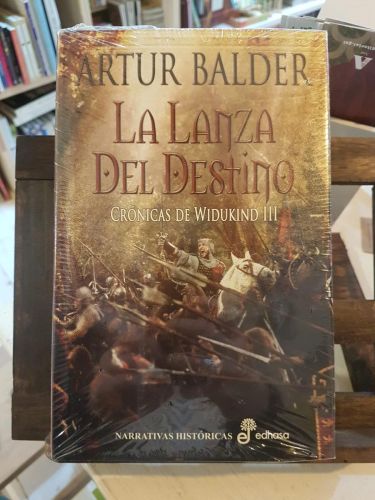 ARTUR BALDER
LA LANZA
DEL DESTINO
CRÓNICAS DE WIDUKIND III
NARRATIVAS HISTÓRICAS edhasa